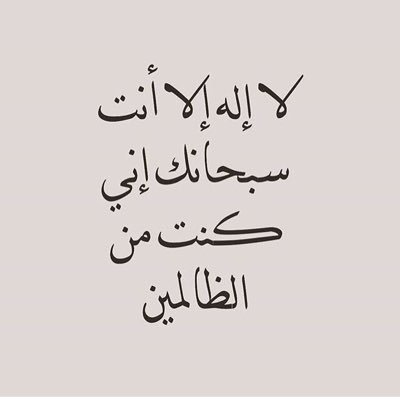 لا إله إلا أنت
سبحانك إني
كنت من
الظالمين